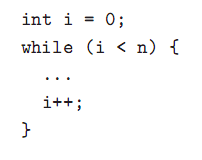 int i = 0;
while (i < n) {
  ...
  i++;
}